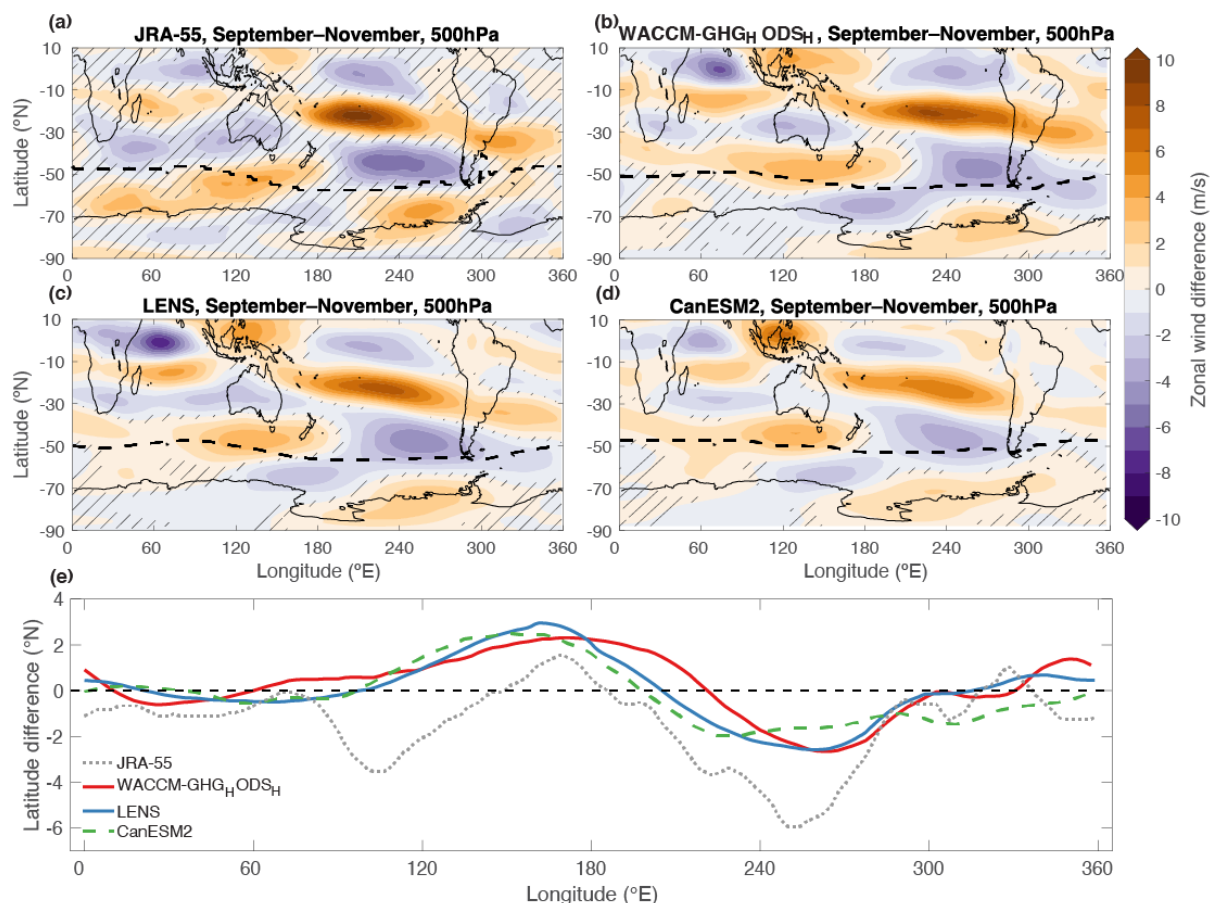 (a)
JRA-55, September–November, 500hPa
(b)
WACCM-GHG_H ODS_H, September–November, 500hPa
Latitude (°N)
10
-10
-30
-50
-70
-90
0 60 120 180 240 300 360
10
-10
-30
-50
-70
-90
0 60 120 180 240 300 360
(c)
LENS, September–November, 500hPa
(d)
CanESM2, September–November, 500hPa
Latitude (°N)
10
-10
-30
-50
-70
-90
0 60 120 180 240 300 360
Longitude (°E)
10
-10
-30
-50
-70
-90
0 60 120 180 240 300 360
Longitude (°E)
10
8
6
4
2
0
-2
-4
-6
-8
-10
Zonal wind difference (m/s)
(e)
Latitude difference (°N)
4
2
0
-2
-4
-6
JRA-55
WACCM-GHG_HODS_H
LENS
CanESM2
0 60 120 180 240 300 360
Longitude (°E)